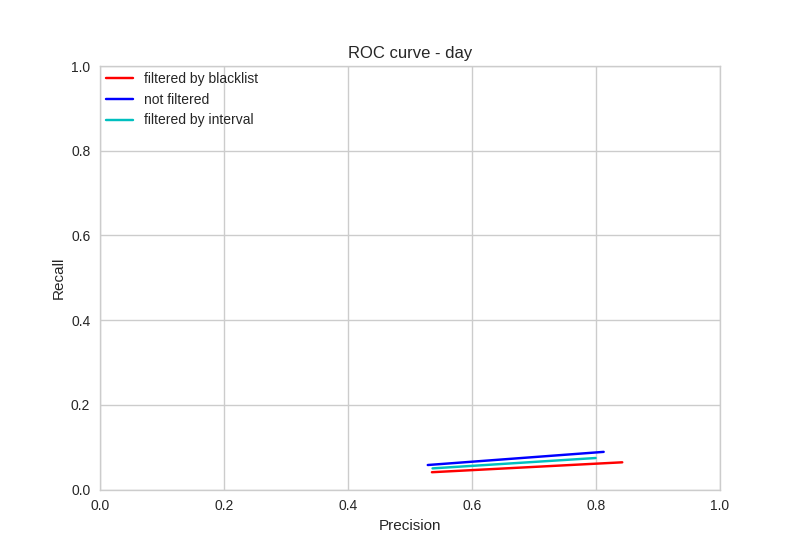 ROC curve - day
filtered by blacklist
not filtered
filtered by interval
1.0
0.8
0.6
0.4
0.2
0.0
Recall
0.0 0.2 0.4 0.6 0.8 1.0
Precision